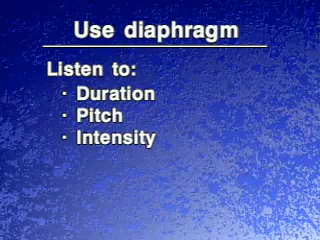 Use diaphragm
Listen to:
· Duration
· Pitch
· Intensity